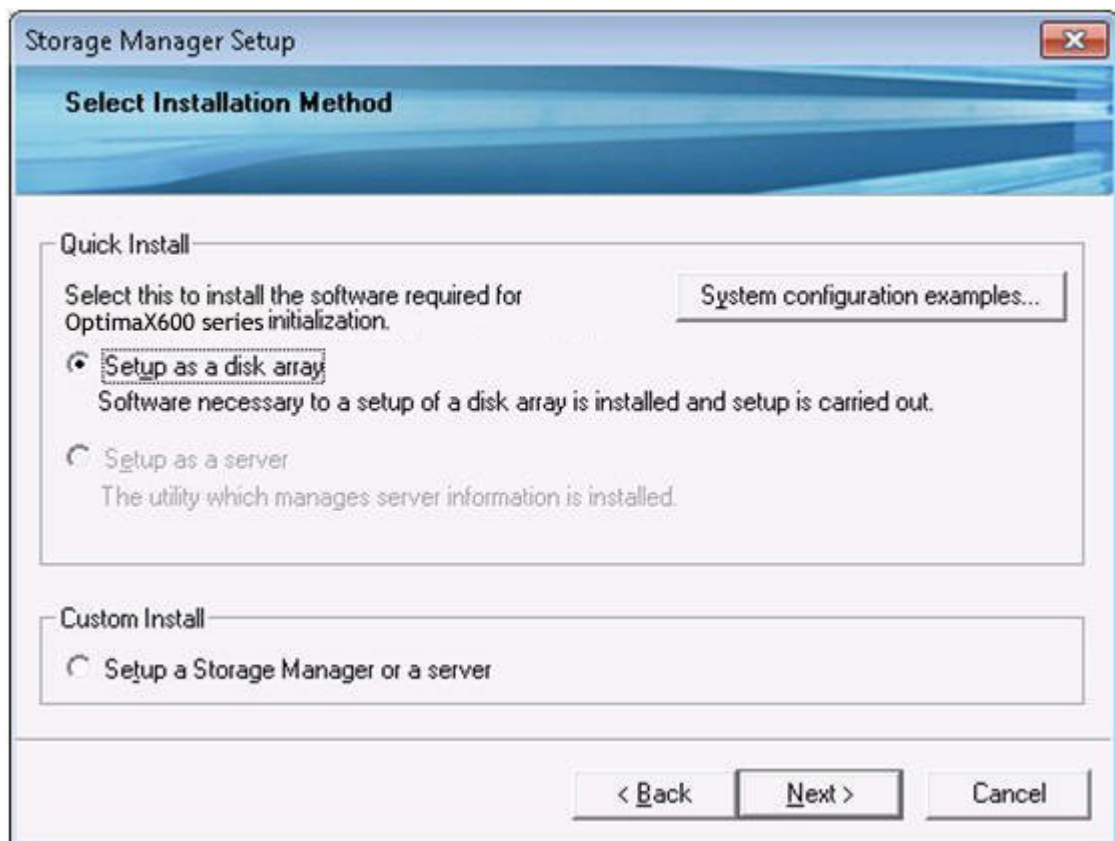 Storage Manager Setup
Select Installation Method
Quick Install
Select this to install the software required for
OptimaX600 series initialization.
System configuration examples...
Setup as a disk array
Software necessary to a setup of a disk array is installed and setup is carried out.
Setup as a server
The utility which manages server information is installed.
Custom Install
Setup a Storage Manager or a server
< Back
Next >
Cancel